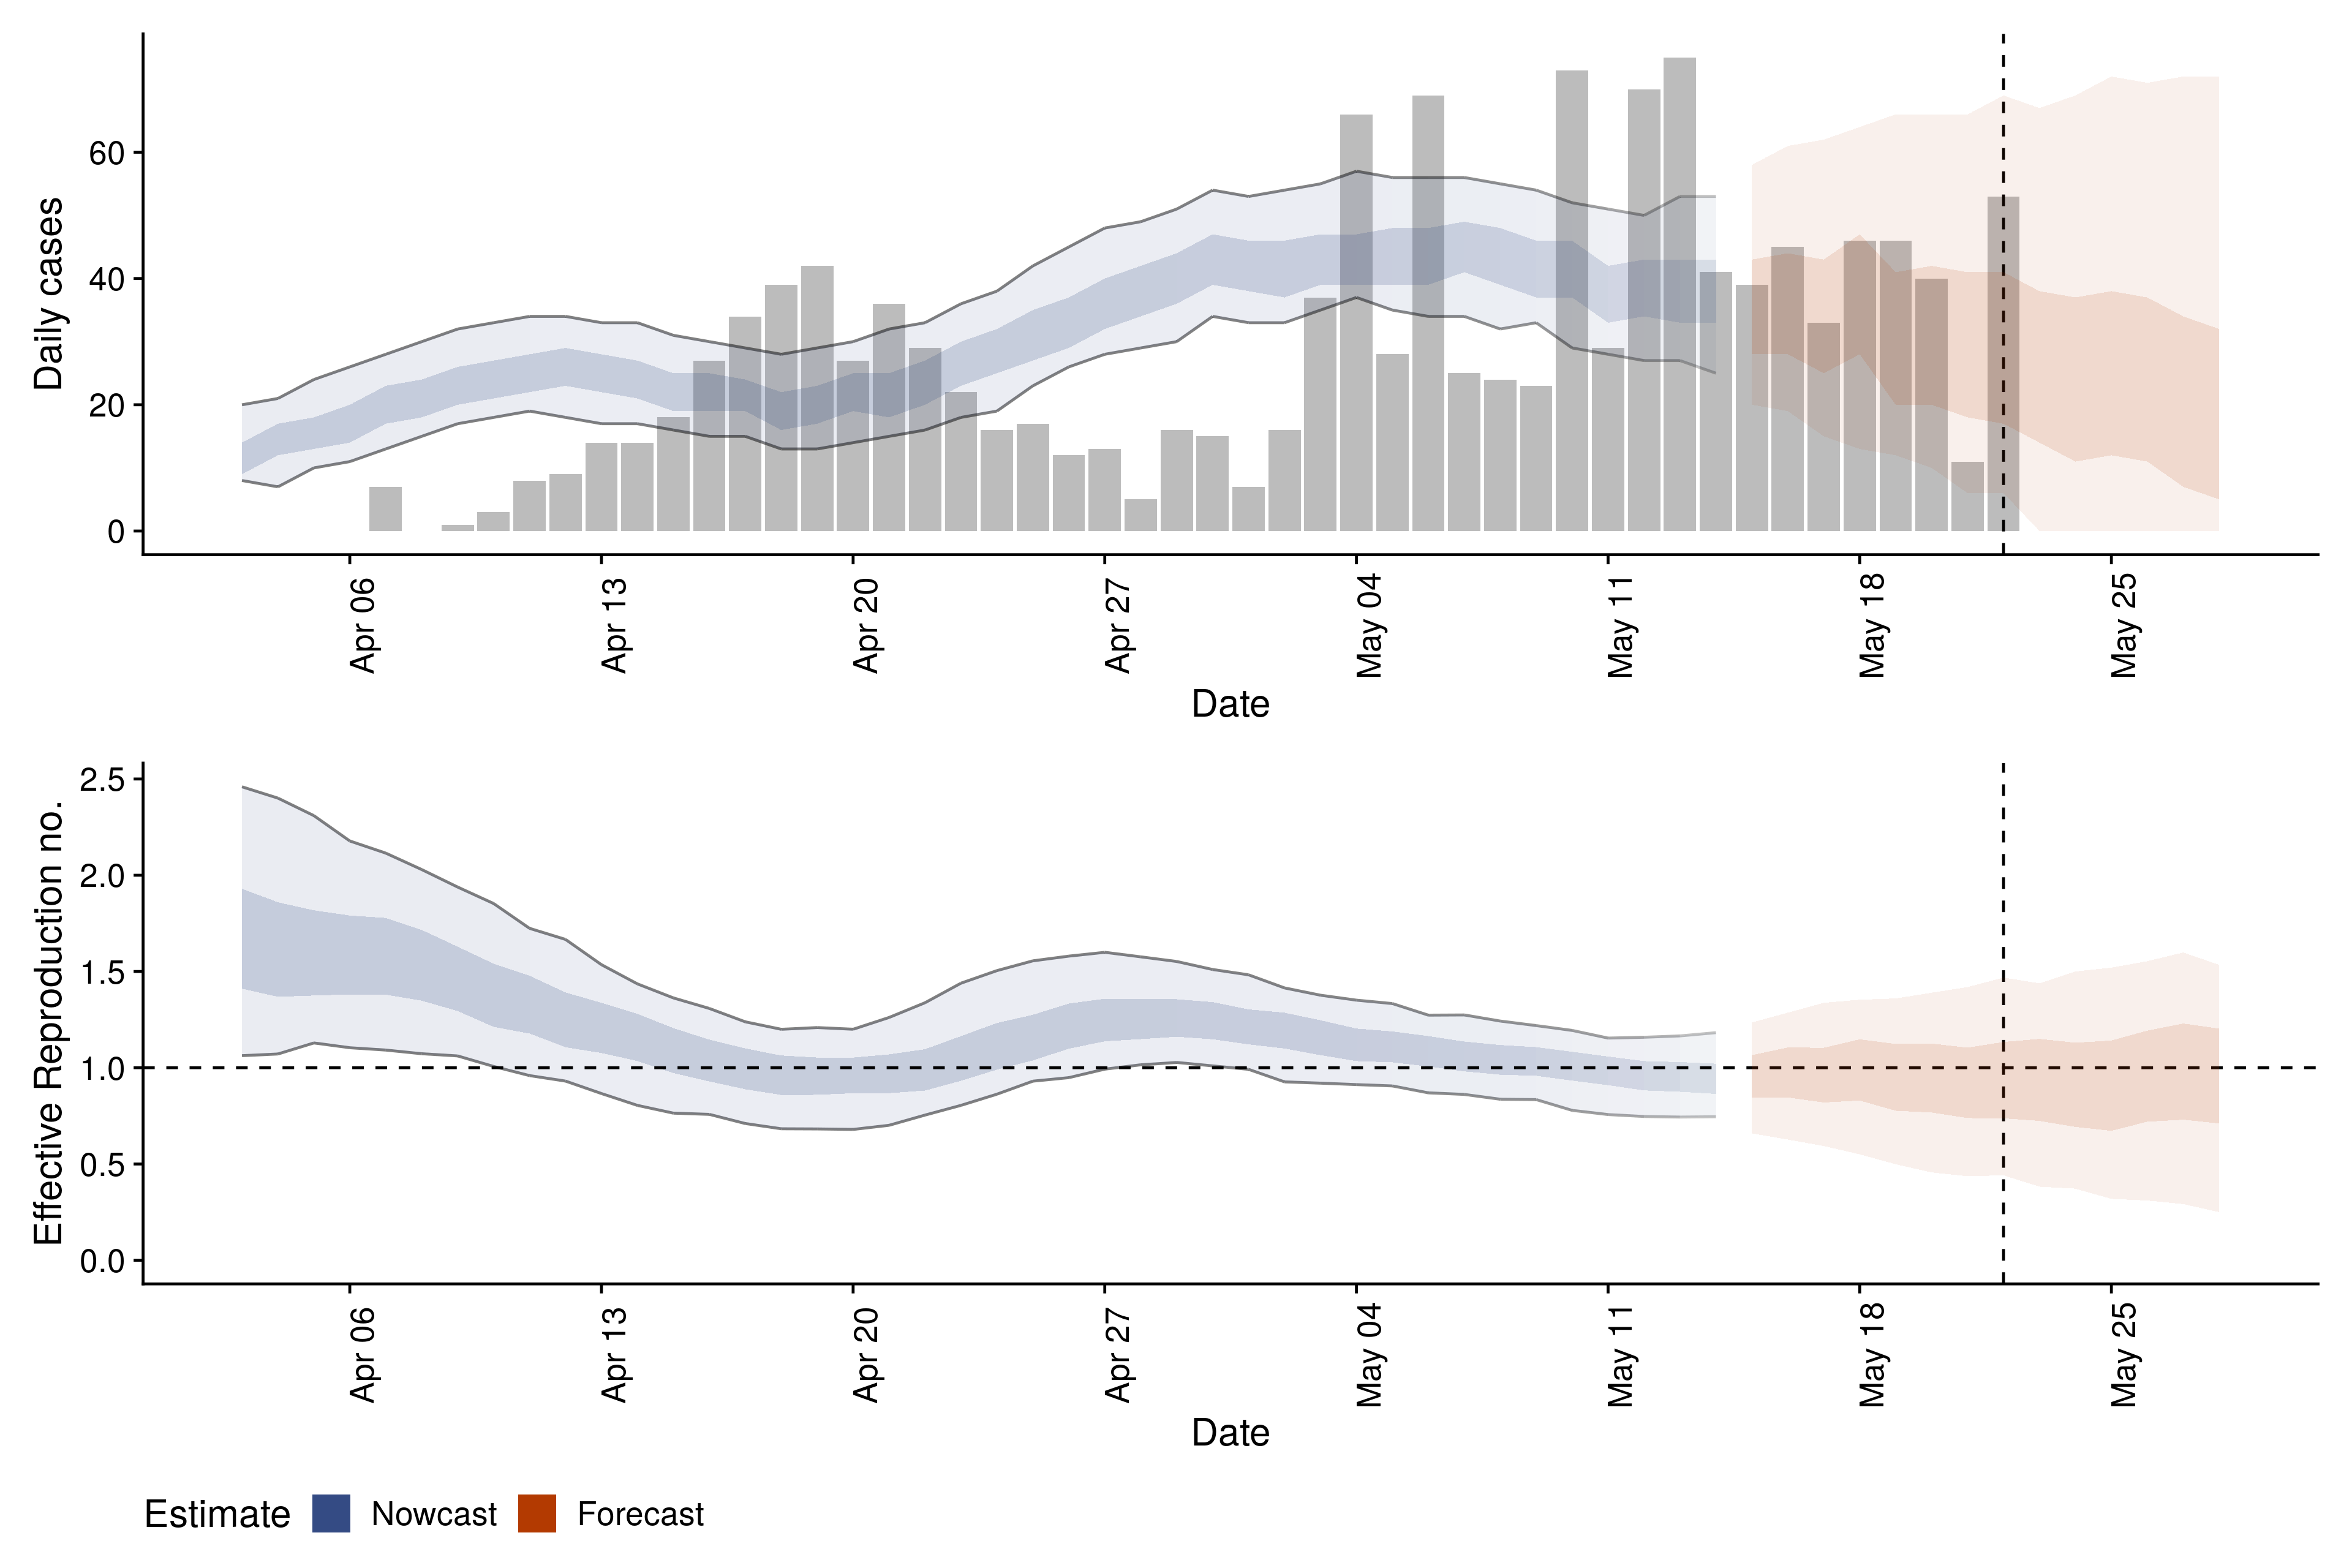 Daily cases
60
40
20
0
Apr 06
Apr 13
Apr 20
Apr 27
May 04
May 11
May 18
May 25
Date
Effective Reproduction no.
2.5
2.0
1.5
1.0
0.5
0.0
Apr 06
Apr 13
Apr 20
Apr 27
May 04
May 11
May 18
May 25
Date
Estimate Nowcast Forecast